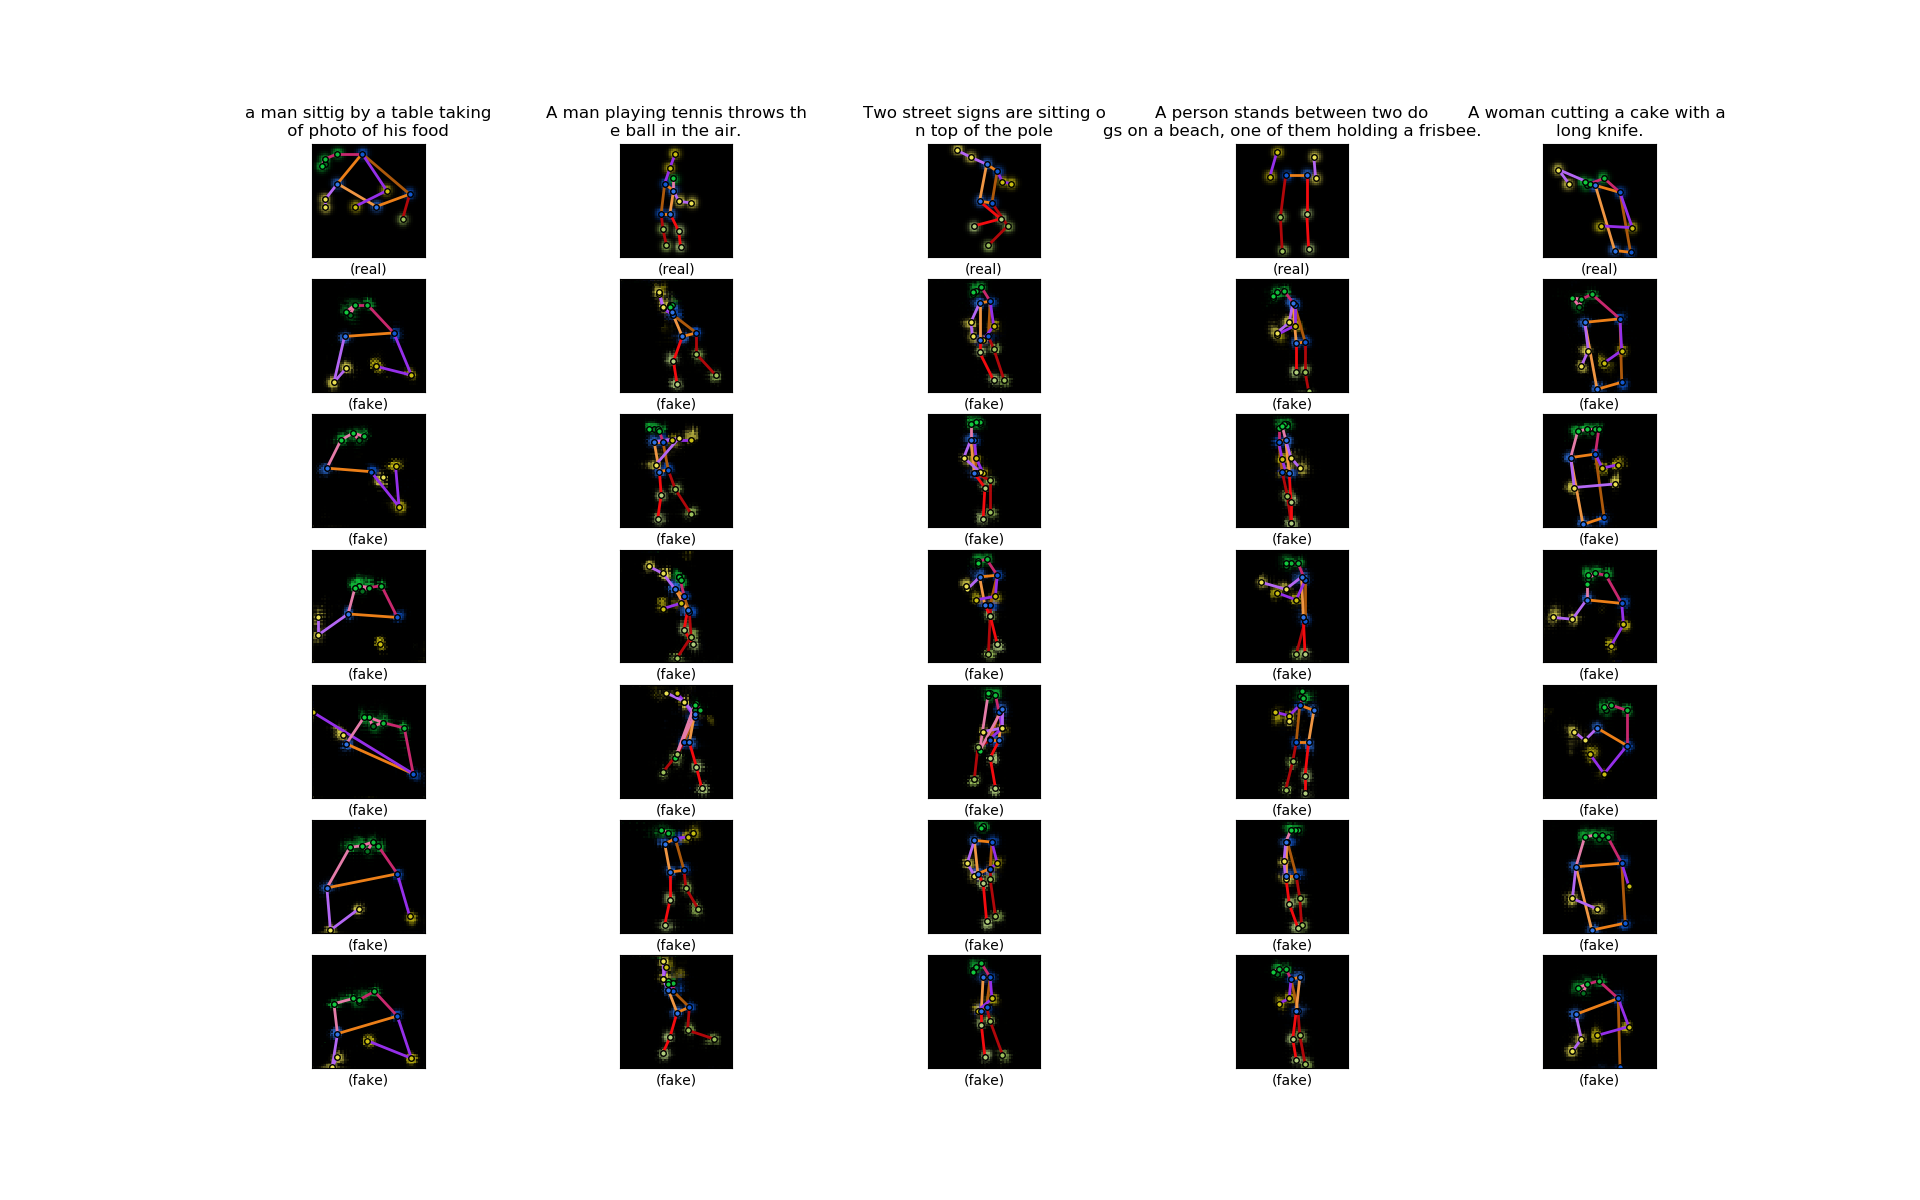 a man sittig by a table taking
of photo of his food
A man playing tennis throws th
e ball in the air.
Two street signs are sitting o
n top of the pole
A person stands between two do
gs on a beach, one of them holding a frisbee.
A woman cutting a cake with a
long knife.
(real) (real) (real) (real) (real)
(fake) (fake) (fake) (fake) (fake)
(fake) (fake) (fake) (fake) (fake)
(fake) (fake) (fake) (fake) (fake)
(fake) (fake) (fake) (fake) (fake)
(fake) (fake) (fake) (fake) (fake)
(fake) (fake) (fake) (fake) (fake)